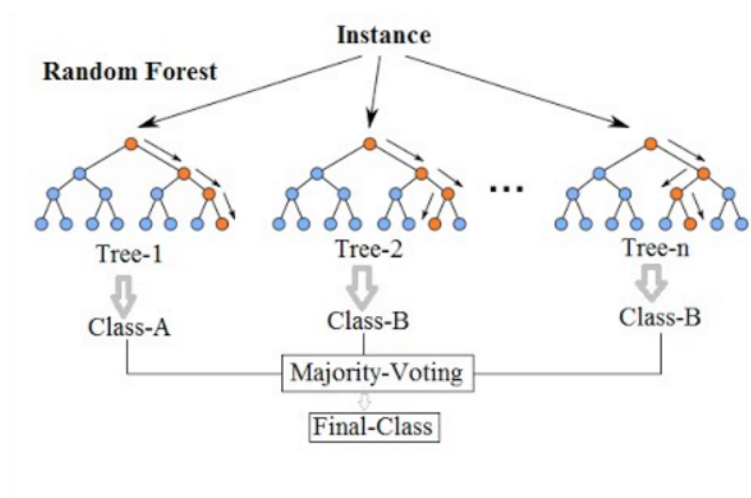 Instance
Random Forest
...
Tree-1
Tree-2
Tree-n
Class-A
Class-B
Class-B
Majority-Voting
Final-Class